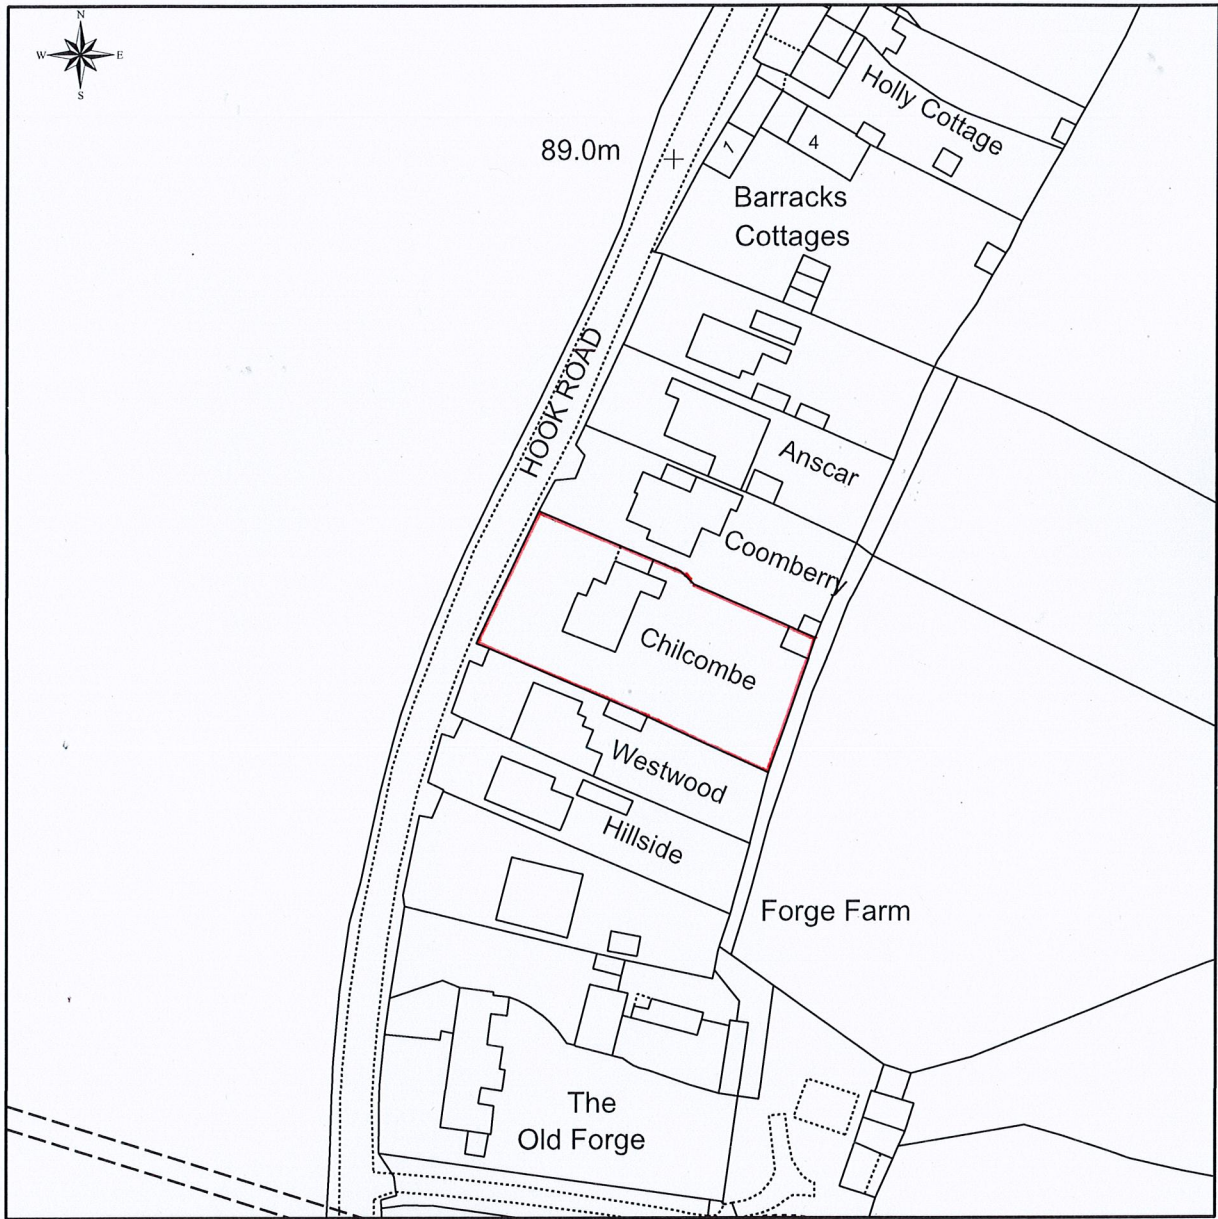 N
W E
S
Holly Cottage
89.0m
1
4
Barracks
Cottages
HOOK ROAD
Anscar
Coomberry
Chilcombe
Westwood
Hillside
Forge Farm
The
Old Forge